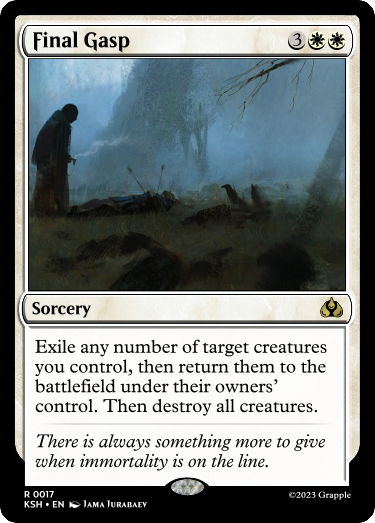 Final Gasp 3
Sorcery
Exile any number of target creatures
you control, then return them to the
battlefield under their owners'
control. Then destroy all creatures.
There is always something more to give
when immortality is on the line.
R 0017
KSH • EN Jama Jurabaev
©2023 Grapple